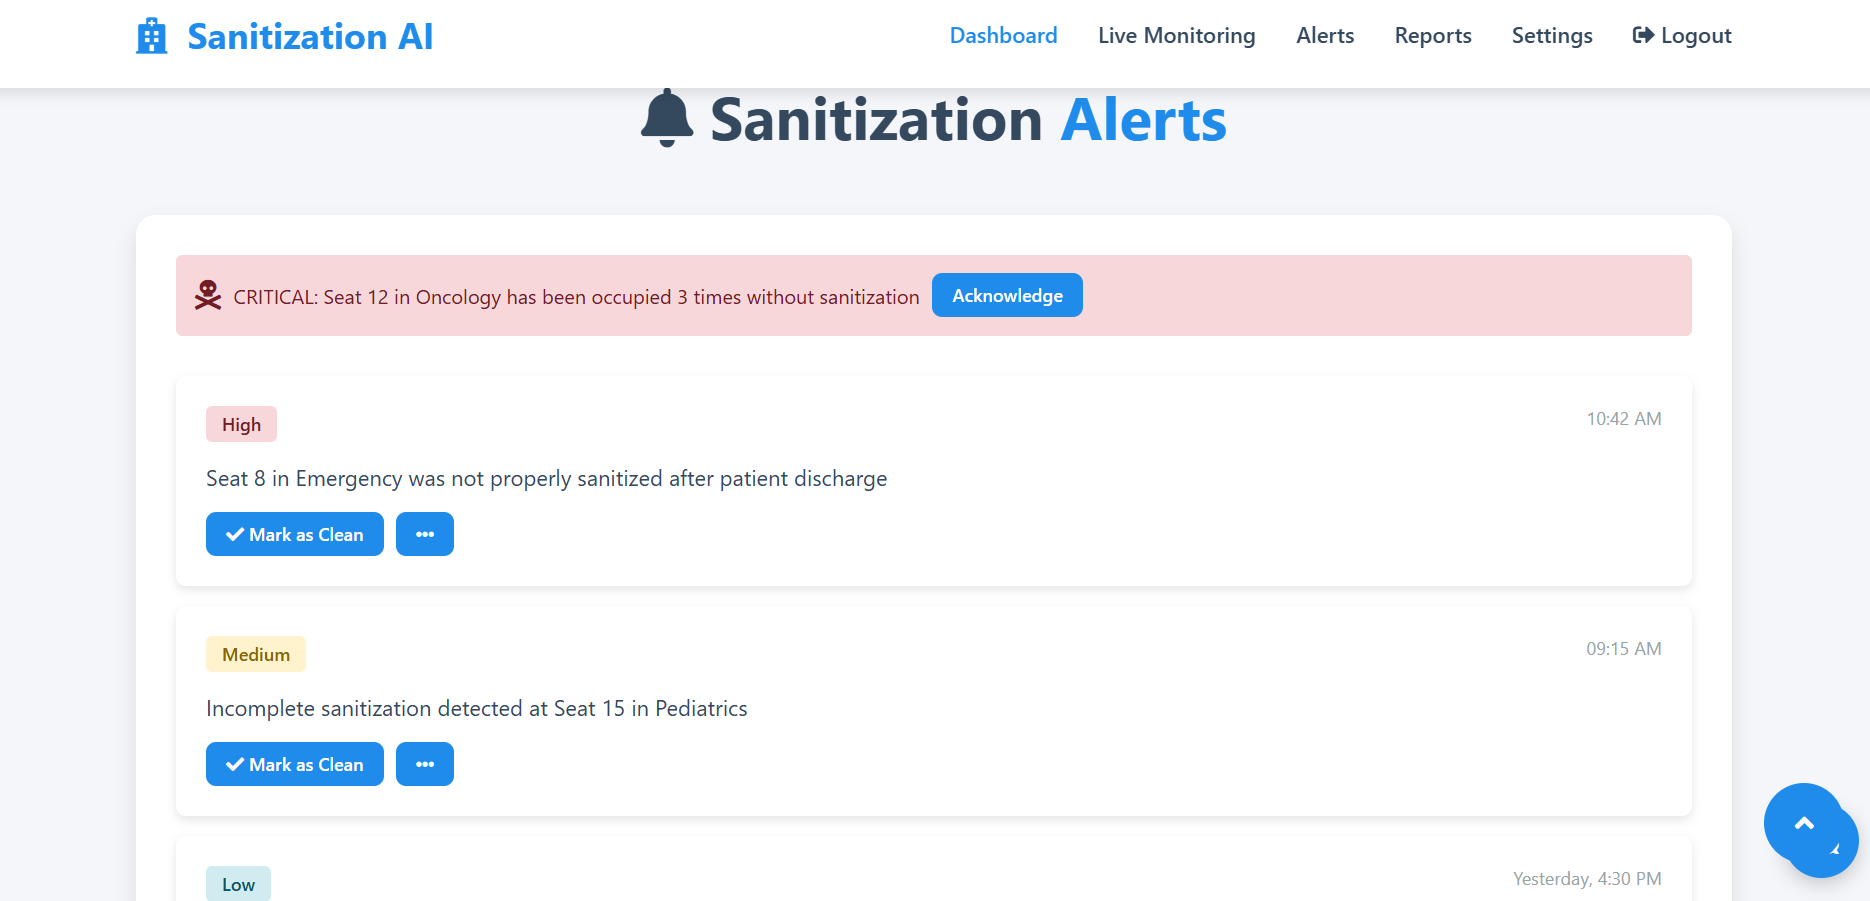 Sanitization AI
Dashboard Live Monitoring Alerts Reports Settings Logout
Sanitization Alerts
CRITICAL: Seat 12 in Oncology has been occupied 3 times without sanitization Acknowledge
High 10:42 AM
Seat 8 in Emergency was not properly sanitized after patient discharge
Mark as Clean •••
Medium 09:15 AM
Incomplete sanitization detected at Seat 15 in Pediatrics
Mark as Clean •••
Low Yesterday, 4:30 PM